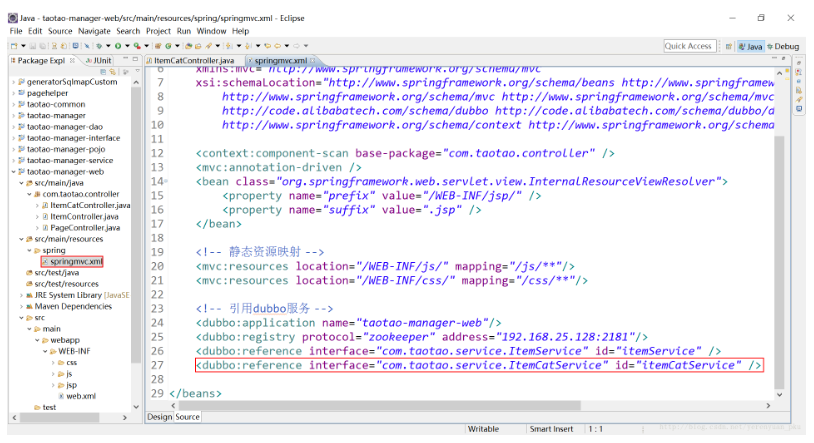 Java - taotao-manager-web/src/main/resources/spring/springmvc.xml - Eclipse
File Edit Source Navigate Search Project Run Window Help
Quick Access Java Debug
Package Expl JUnit
generatorSqlmapCustom
pagehelper
taotao-common
taotao-manager
taotao-manager-dao
taotao-manager-interface
taotao-manager-pojo
taotao-manager-service
taotao-manager-web
src/main/java
com.taotao.controller
ItemCatController.java
ItemController.java
PageController.java
src/main/resources
spring
springmvc.xml
src/test/java
src/test/resources
JRE System Library [JavaSE
Maven Dependencies
src
main
webapp
WEB-INF
css
js
jsp
web.xml
test
ItemCatController.java springmvc.xml
6 xmlns:mvc="http://www.springframework.org/schema/mvc"
7 xsi:schemaLocation="http://www.springframework.org/schema/beans http://www.springframew
8 http://www.springframework.org/schema/mvc http://www.springframework.org/schema/mvc
9 http://code.alibabatech.com/schema/dubbo http://code.alibabatech.com/schema/dubbo/d
10 http://www.springframework.org/schema/context http://www.springframework.org/schema
11
12 <context:component-scan base-package="com.taotao.controller" />
13 <mvc:annotation-driven />
14 <bean class="org.springframework.web.servlet.view.InternalResourceViewResolver">
15 <property name="prefix" value="/WEB-INF/jsp/" />
16 <property name="suffix" value=".jsp" />
17 </bean>
18
19 <!-- 静态资源映射 -->
20 <mvc:resources location="/WEB-INF/js/" mapping="/js/**"/>
21 <mvc:resources location="/WEB-INF/css/" mapping="/css/**"/>
22
23 <!-- 引用dubbo服务 -->
24 <dubbo:application name="taotao-manager-web"/>
25 <dubbo:registry protocol="zookeeper" address="192.168.25.128:2181"/>
26 <dubbo:reference interface="com.taotao.service.ItemService" id="itemService" />
27 <dubbo:reference interface="com.taotao.service.ItemCatService" id="itemCatService" />
28
29 </beans>
Design Source
Writable Smart Insert 1 : 1